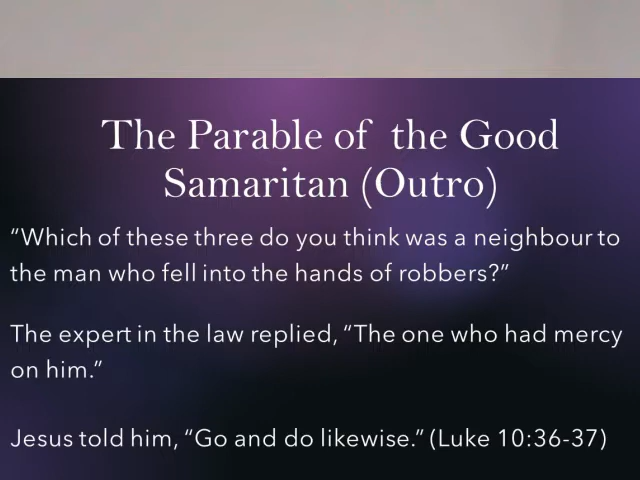 The Parable of the Good
Samaritan (Outro)
“Which of these three do you think was a neighbour to
the man who fell into the hands of robbers?”
The expert in the law replied, “The one who had mercy
on him.”
Jesus told him, “Go and do likewise.” (Luke 10:36-37)